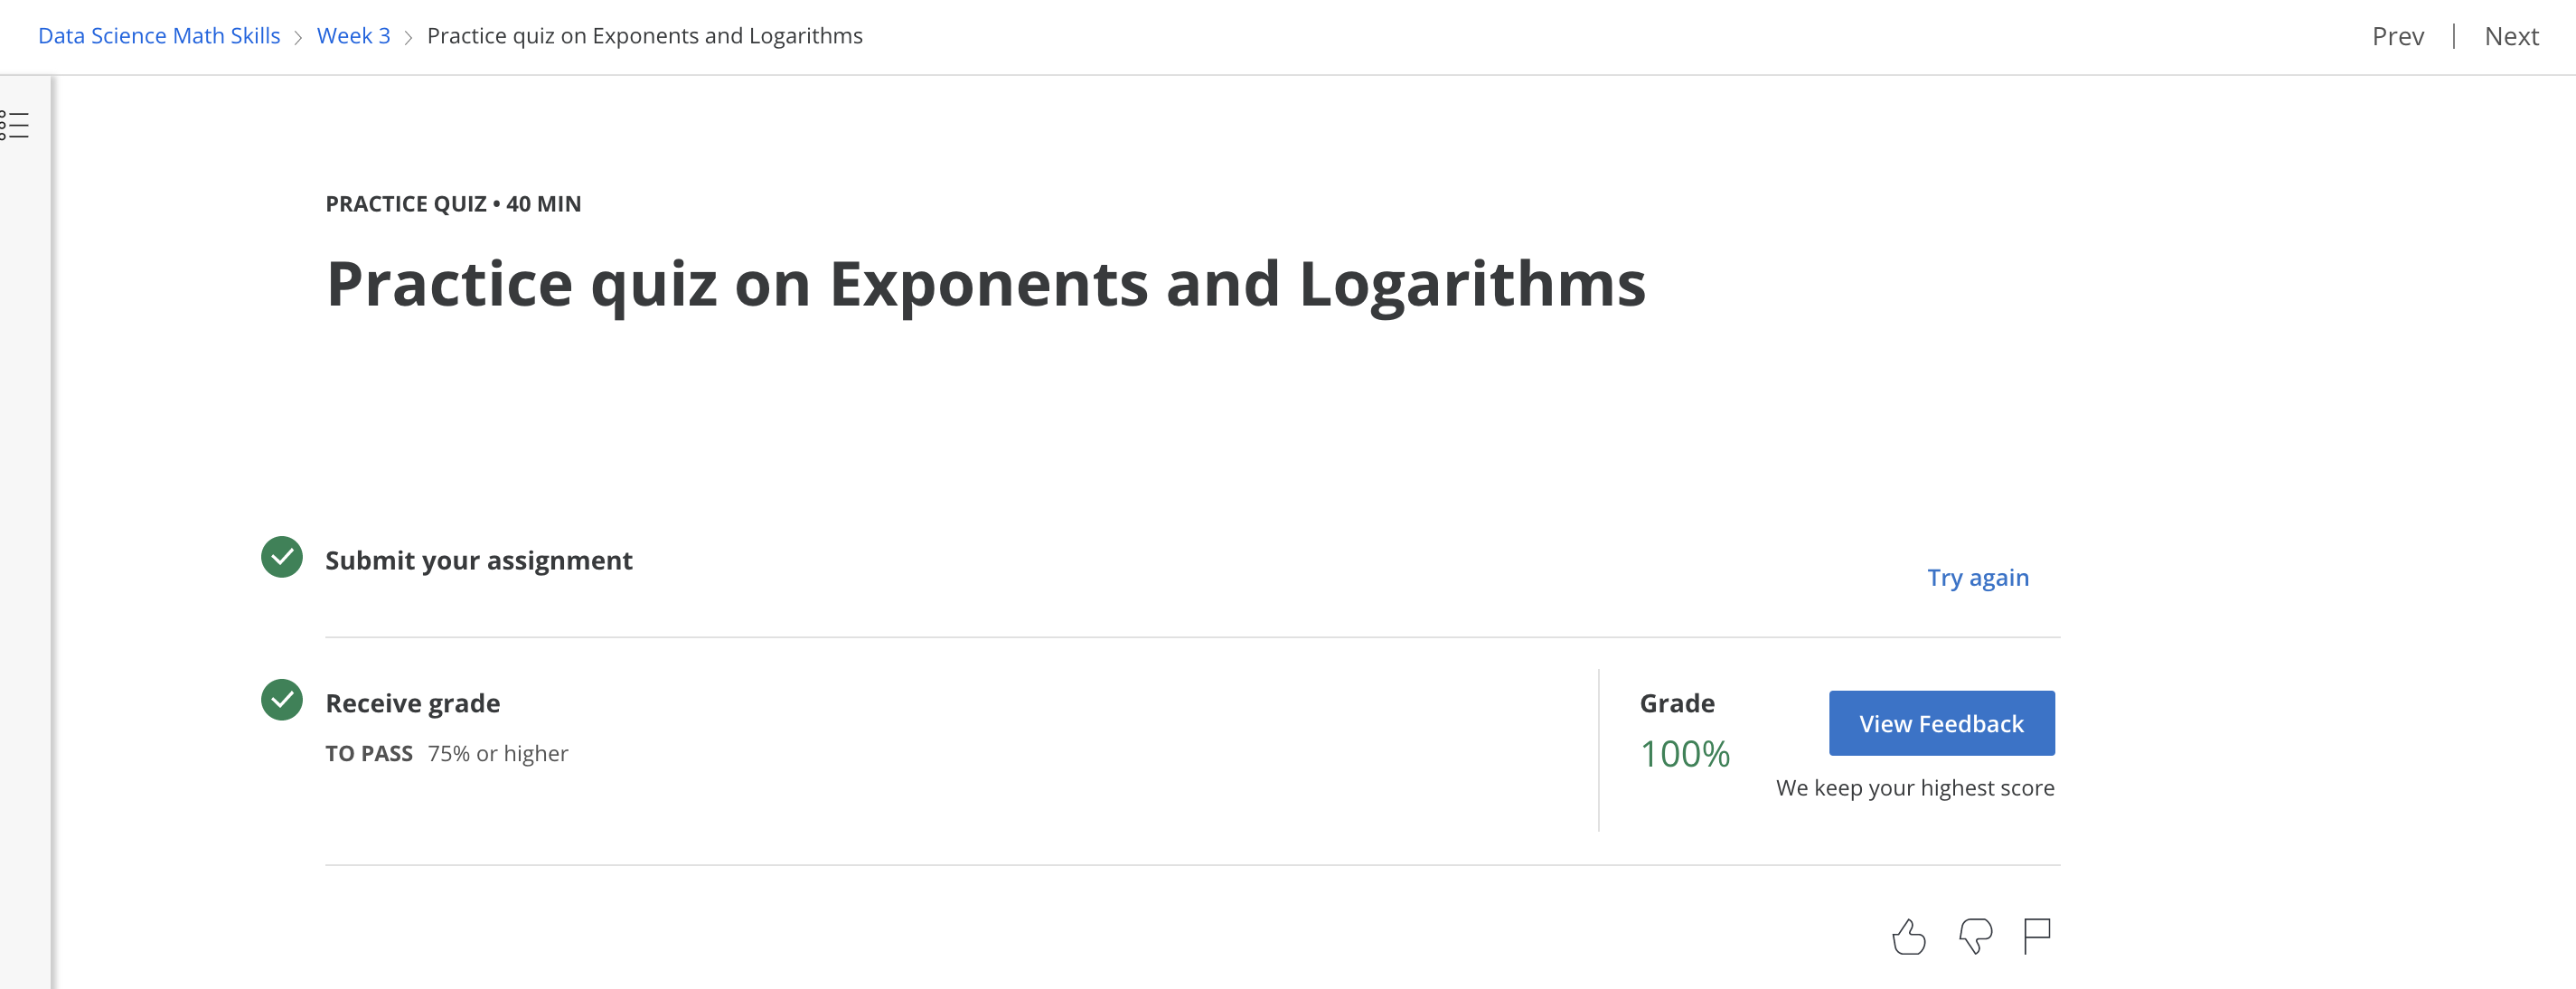 Data Science Math Skills > Week 3 > Practice quiz on Exponents and Logarithms
Prev | Next
PRACTICE QUIZ • 40 MIN
Practice quiz on Exponents and Logarithms
Submit your assignment
Try again
Receive grade
TO PASS 75% or higher
Grade
100%
View Feedback
We keep your highest score